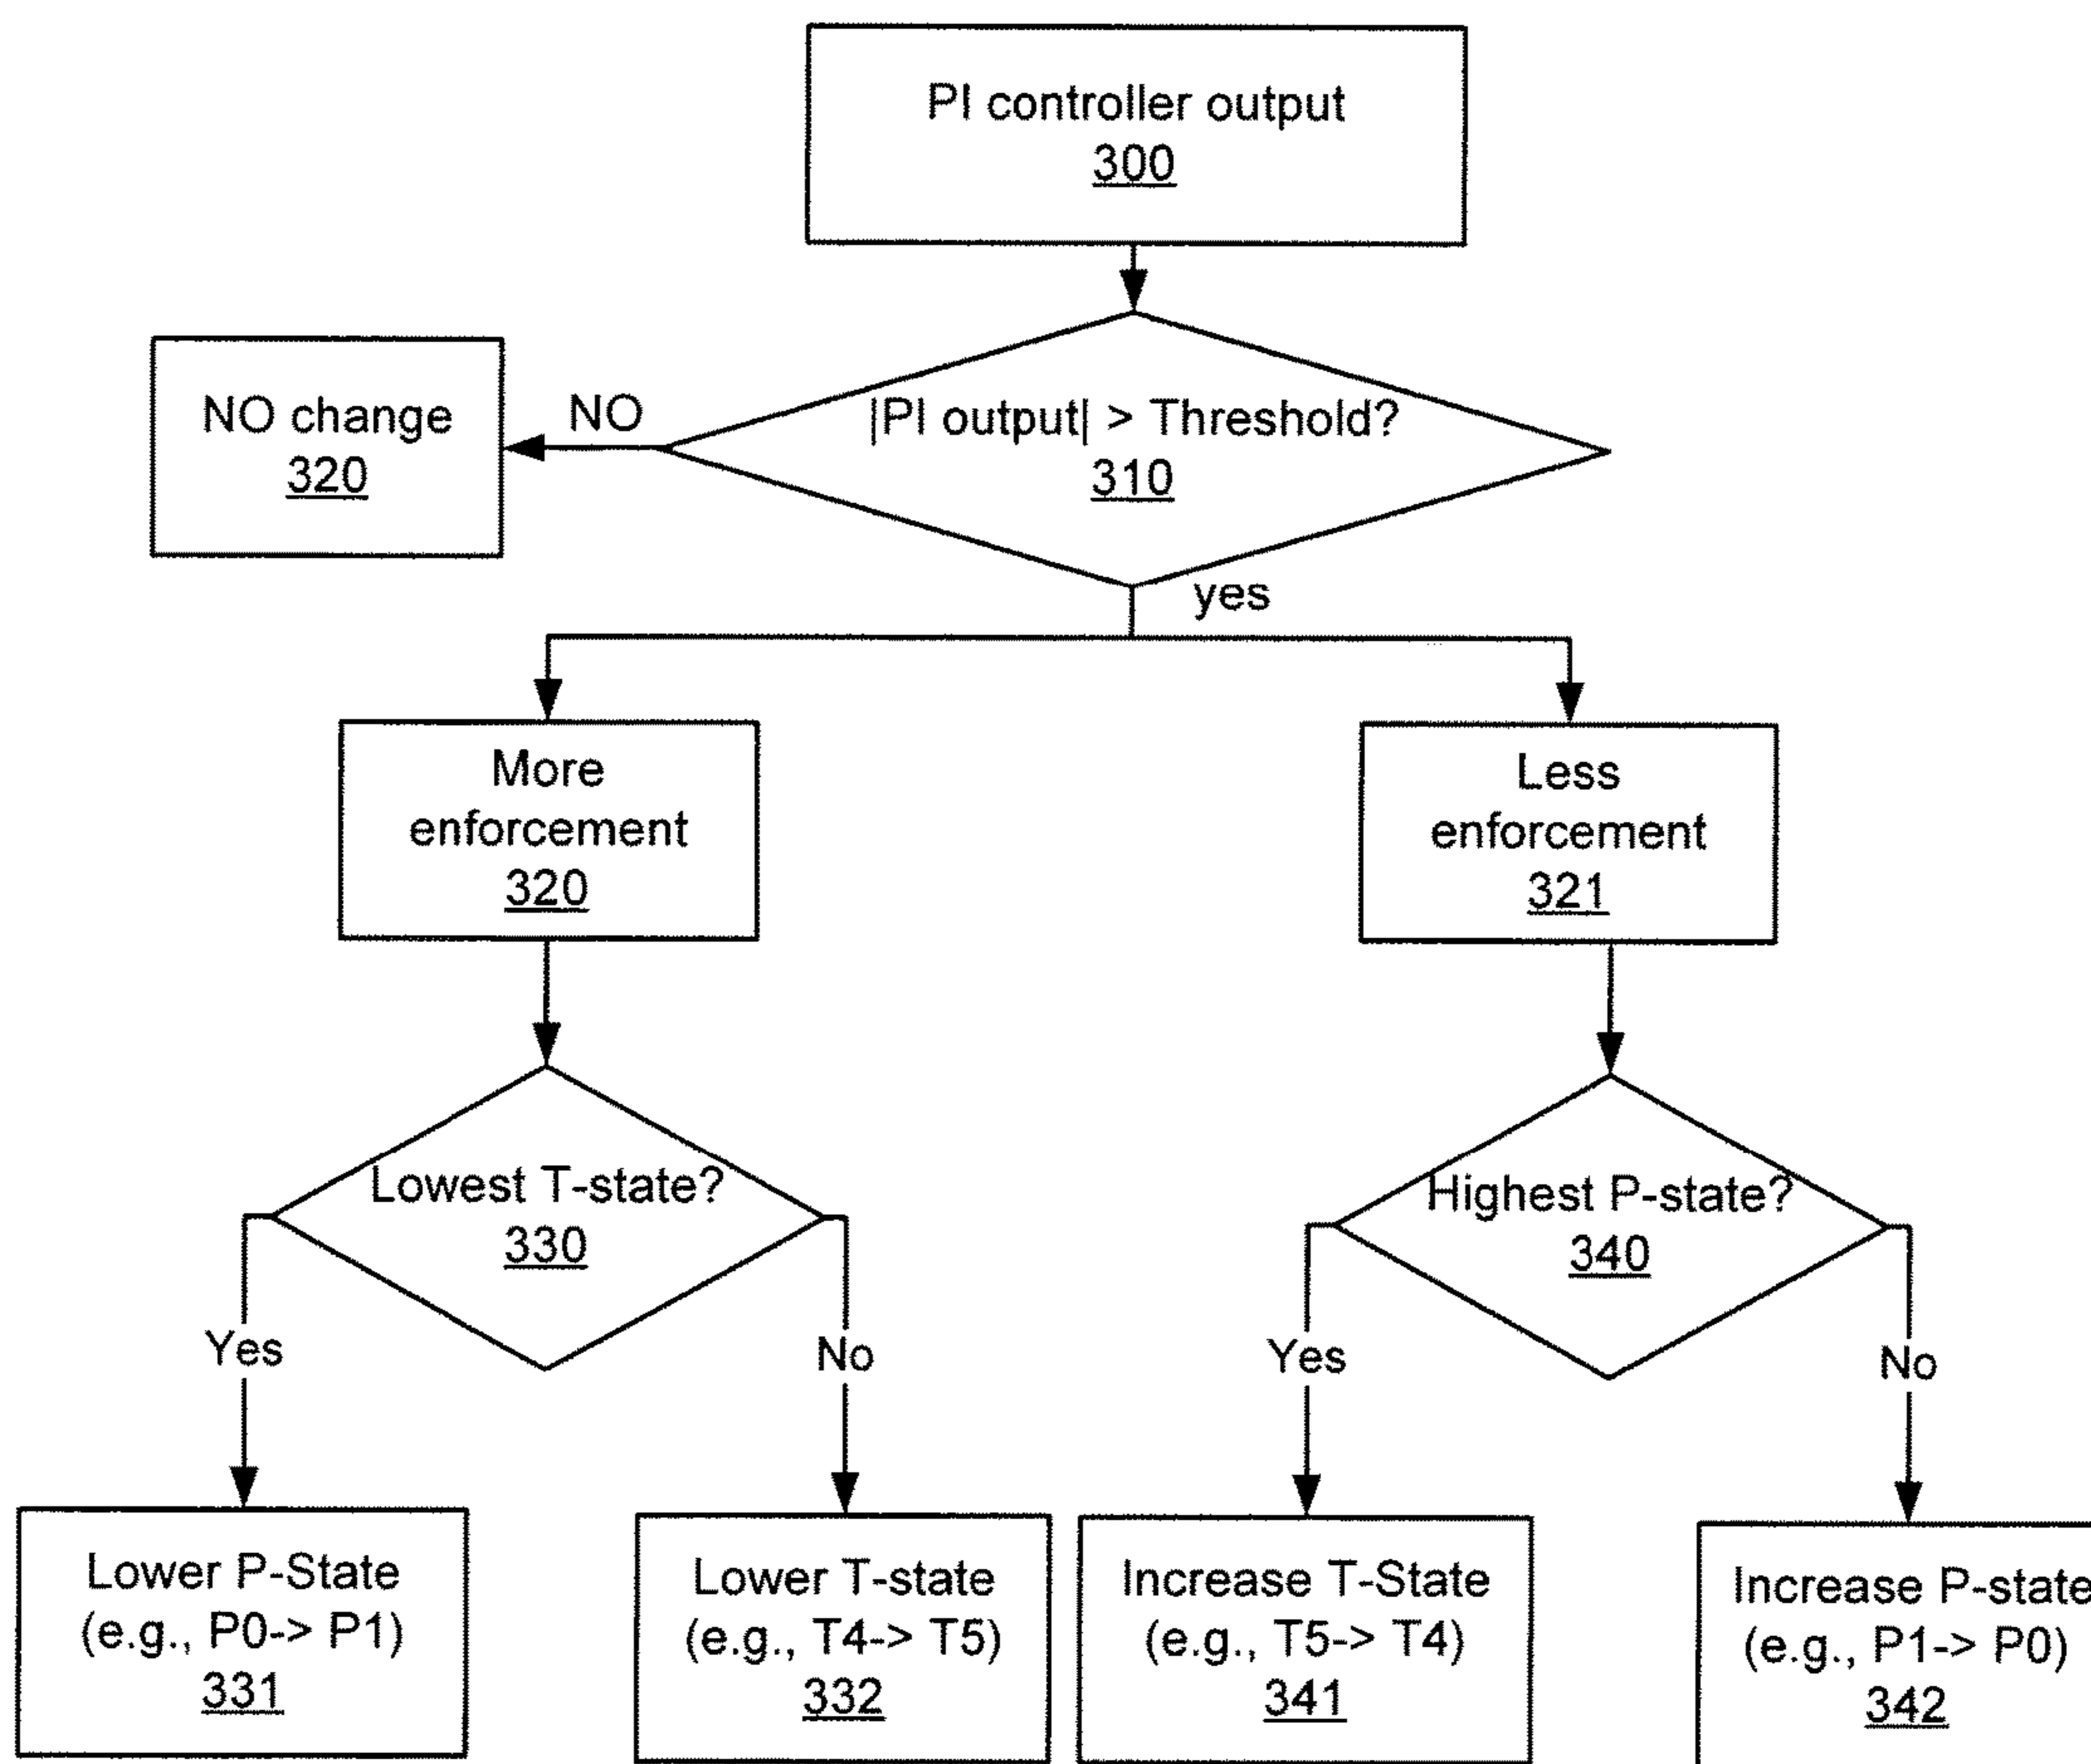 PI controller output
300
|PI output| > Threshold?
310
NO
NO change
320
yes
More
enforcement
320
Less
enforcement
321
Lowest T-state?
330
Highest P-state?
340
Yes
No
Yes
No
Lower P-State
(e.g., P0-> P1)
331
Lower T-state
(e.g., T4-> T5)
332
Increase T-State
(e.g., T5-> T4)
341
Increase P-state
(e.g., P1-> P0)
342